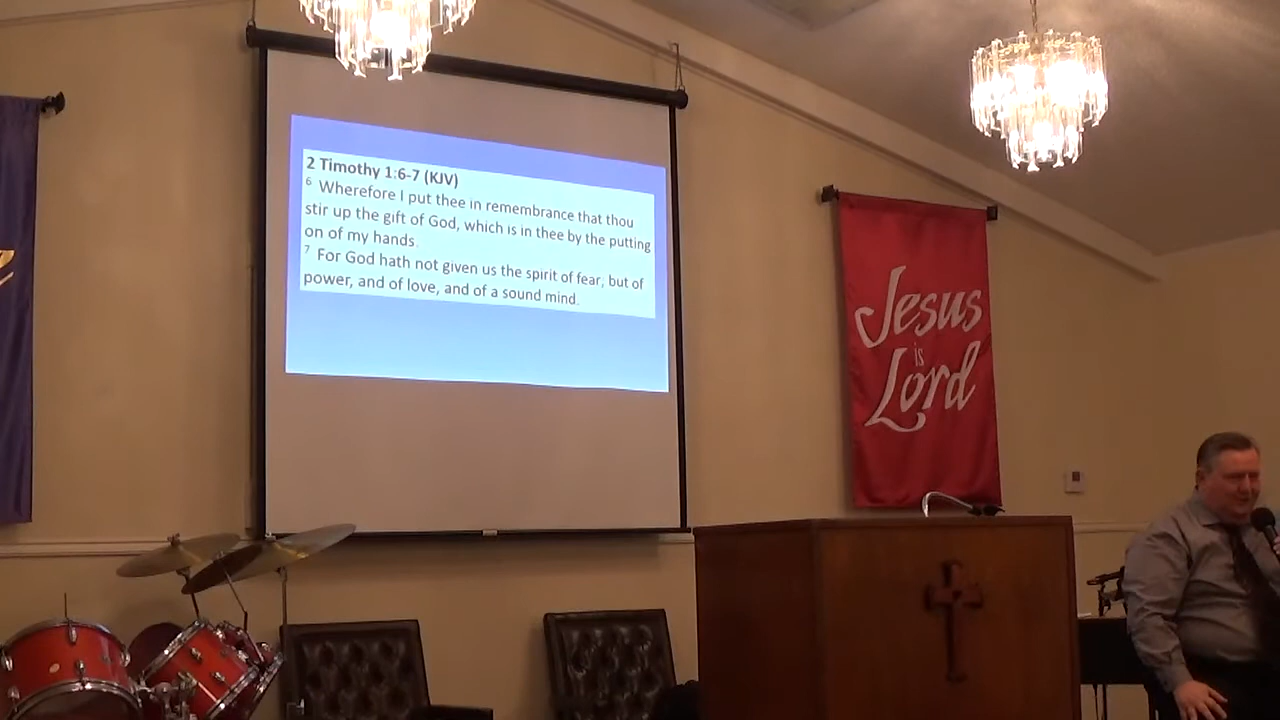 2 Timothy 1:6-7 (KJV)
6 Wherefore I put thee in remembrance that thou
stir up the gift of God, which is in thee by the putting
on of my hands.
7 For God hath not given us the spirit of fear; but of
power, and of love, and of a sound mind.
Jesus
is
Lord